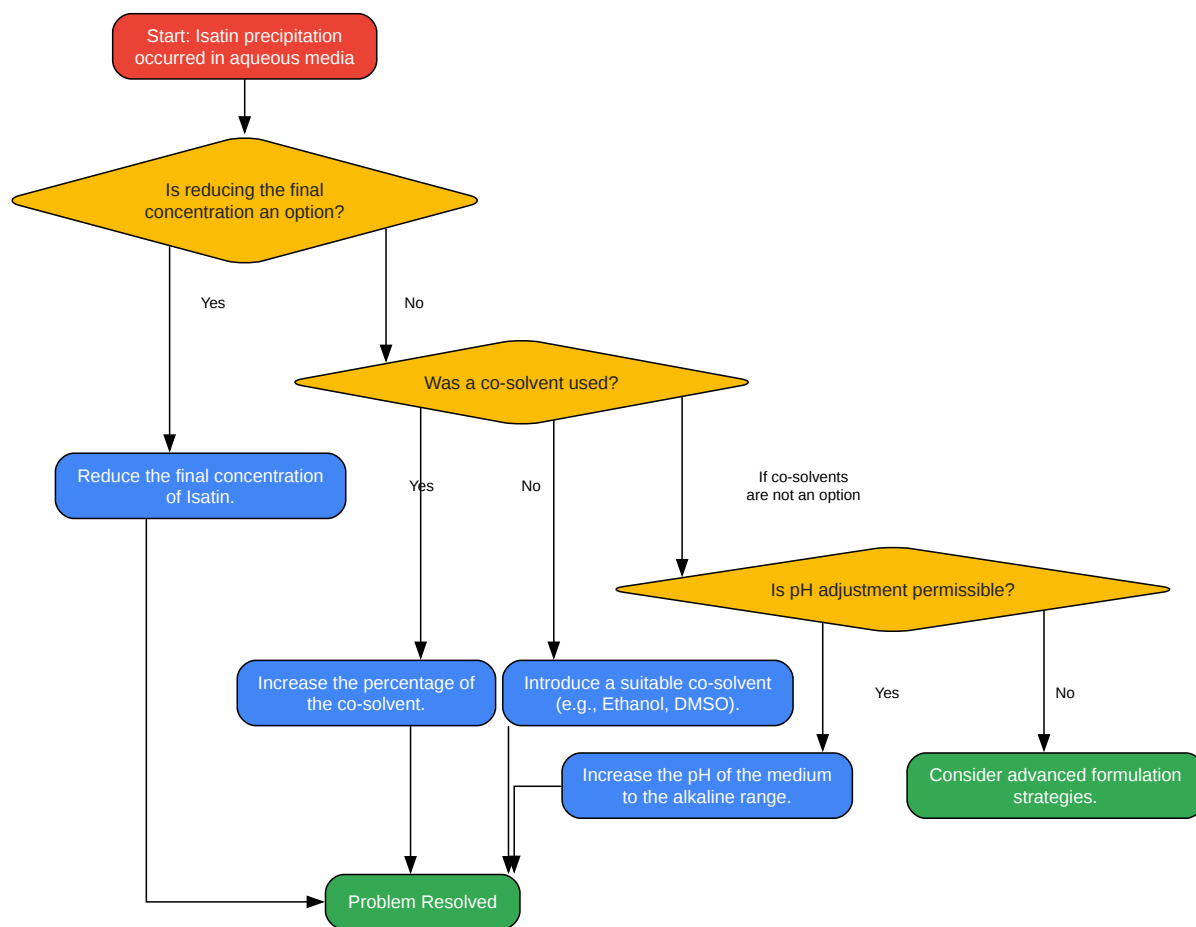 Start: Isatin precipitation
occurred in aqueous media
Is reducing the final
concentration an option?
Yes
No
Was a co-solvent used?
Reduce the final concentration
of Isatin.
Yes
No
If co-solvents
are not an option
Is pH adjustment permissible?
Increase the percentage of
the co-solvent.
Introduce a suitable co-solvent
(e.g., Ethanol, DMSO).
Yes
No
Increase the pH of the medium
to the alkaline range.
Consider advanced formulation
strategies.
Problem Resolved